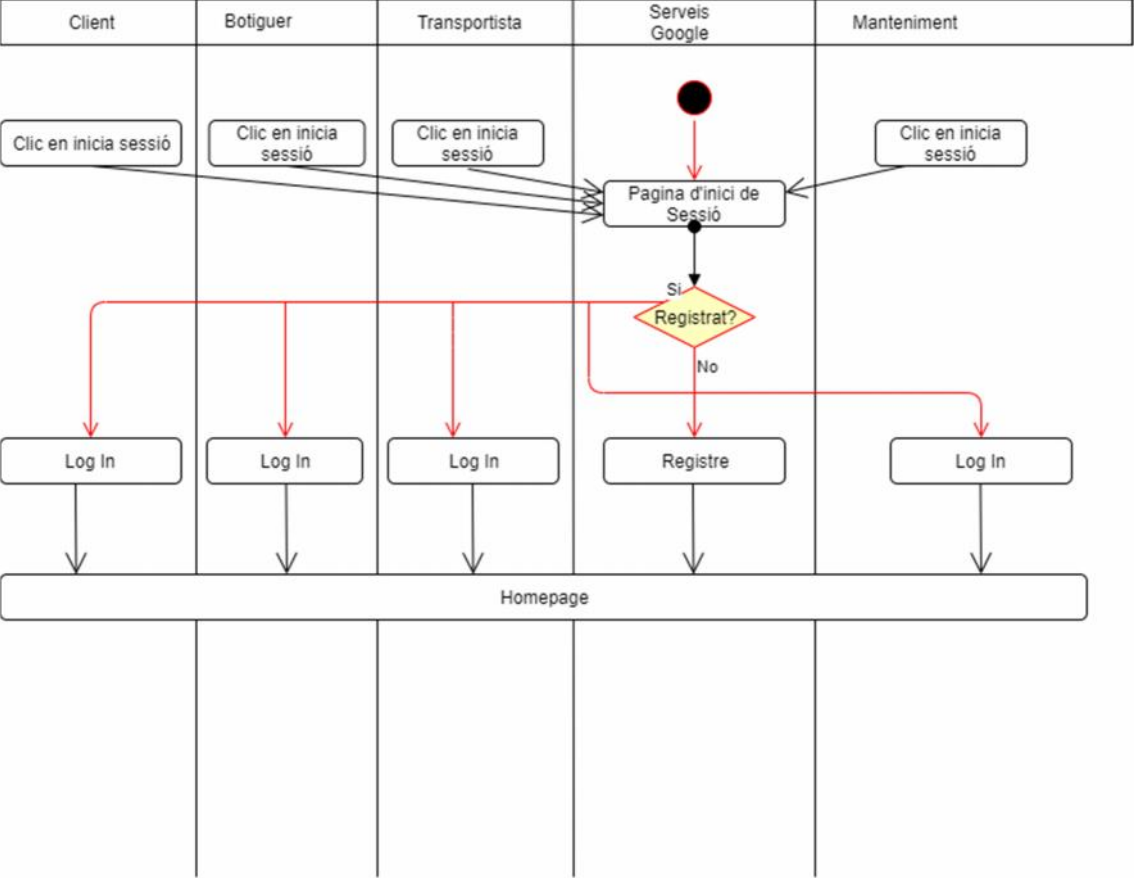 Client
Botiguer
Transportista
Serveis
Google
Manteniment
Clic en inicia sessió
Clic en inicia
sessió
Clic en inicia
sessió
Clic en inicia
sessió
Pagina d'inici de
Sessió
Si
Registrat?
No
Log In
Log In
Log In
Registre
Log In
Homepage